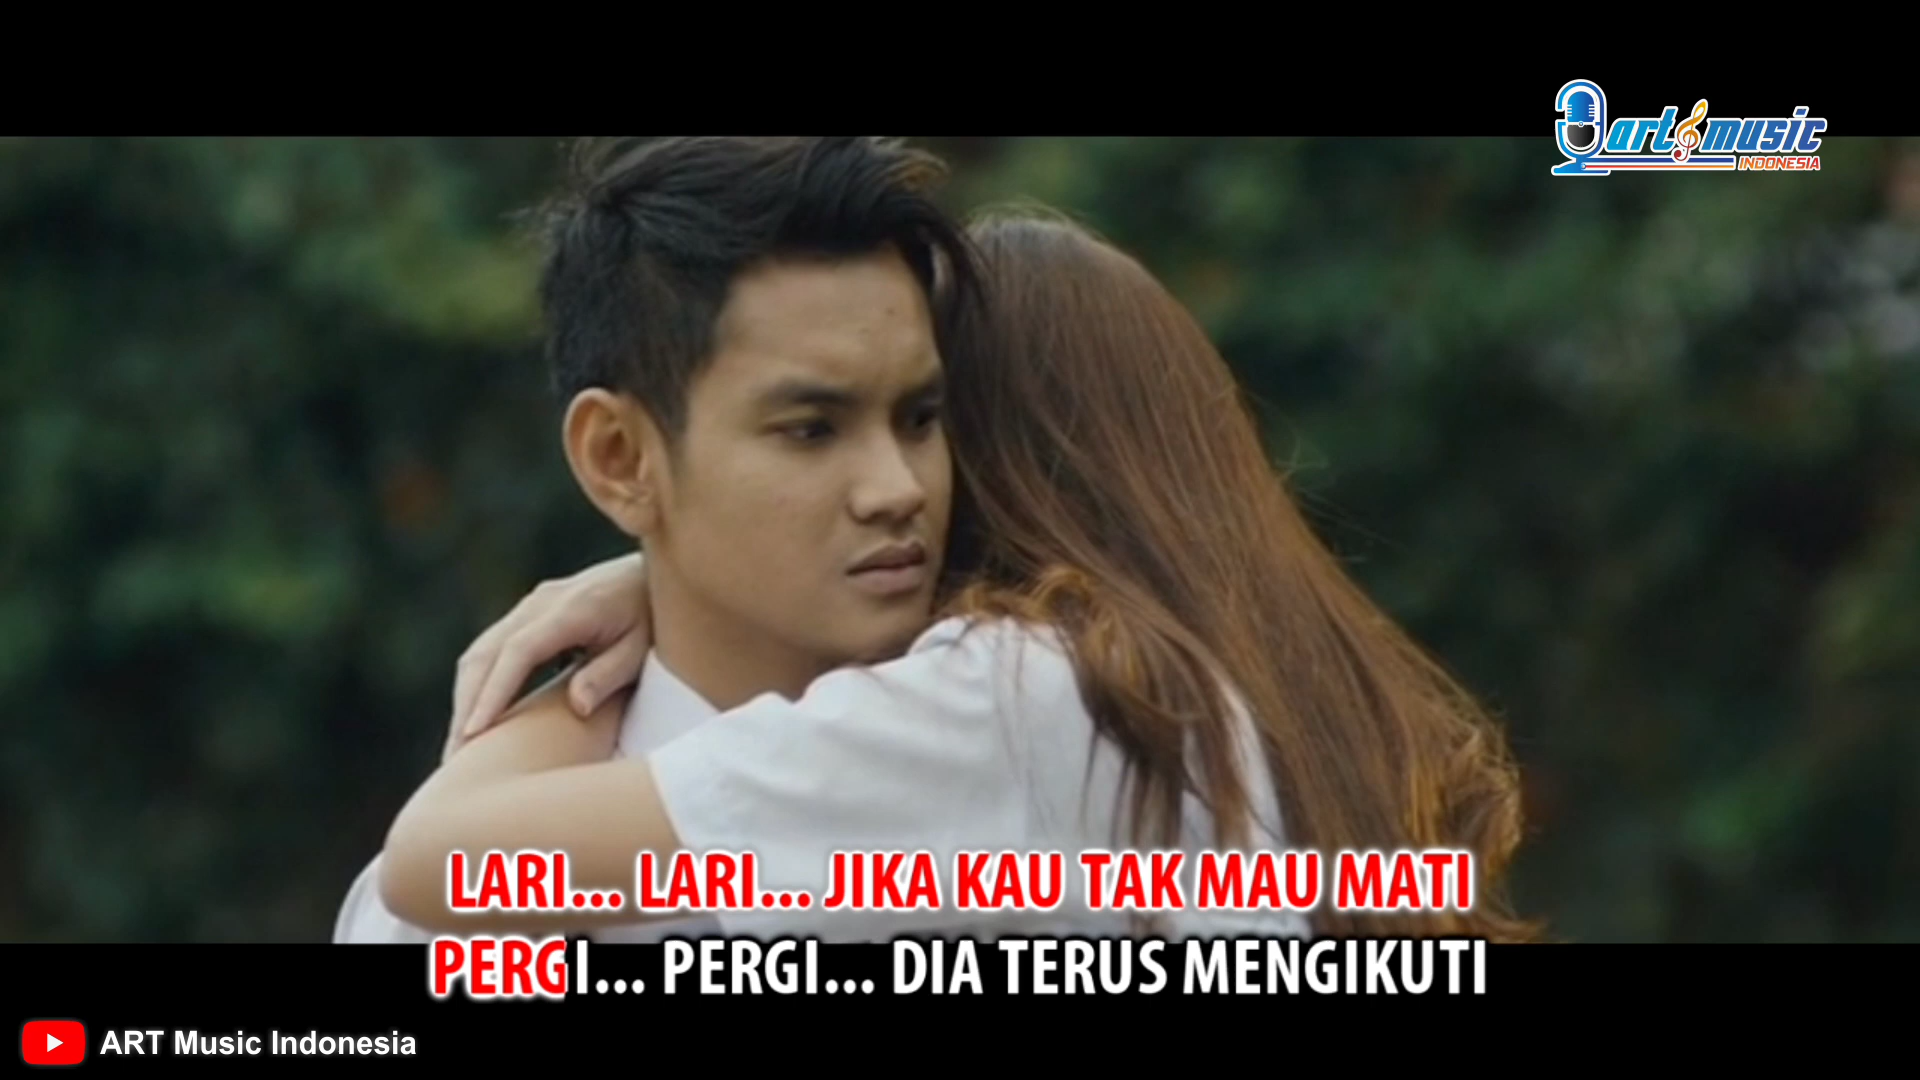 art music
INDONESIA
LARI... LARI... JIKA KAU TAK MAU MATI
PERGI... PERGI... DIA TERUS MENGIKUTI
ART Music Indonesia